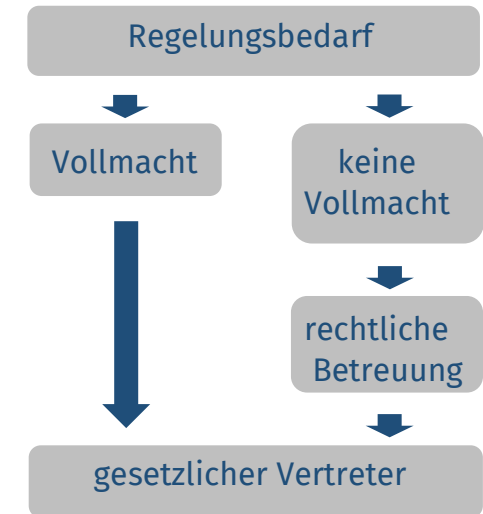 Regelungsbedarf
Vollmacht
keine
Vollmacht
rechtliche
Betreuung
gesetzlicher Vertreter